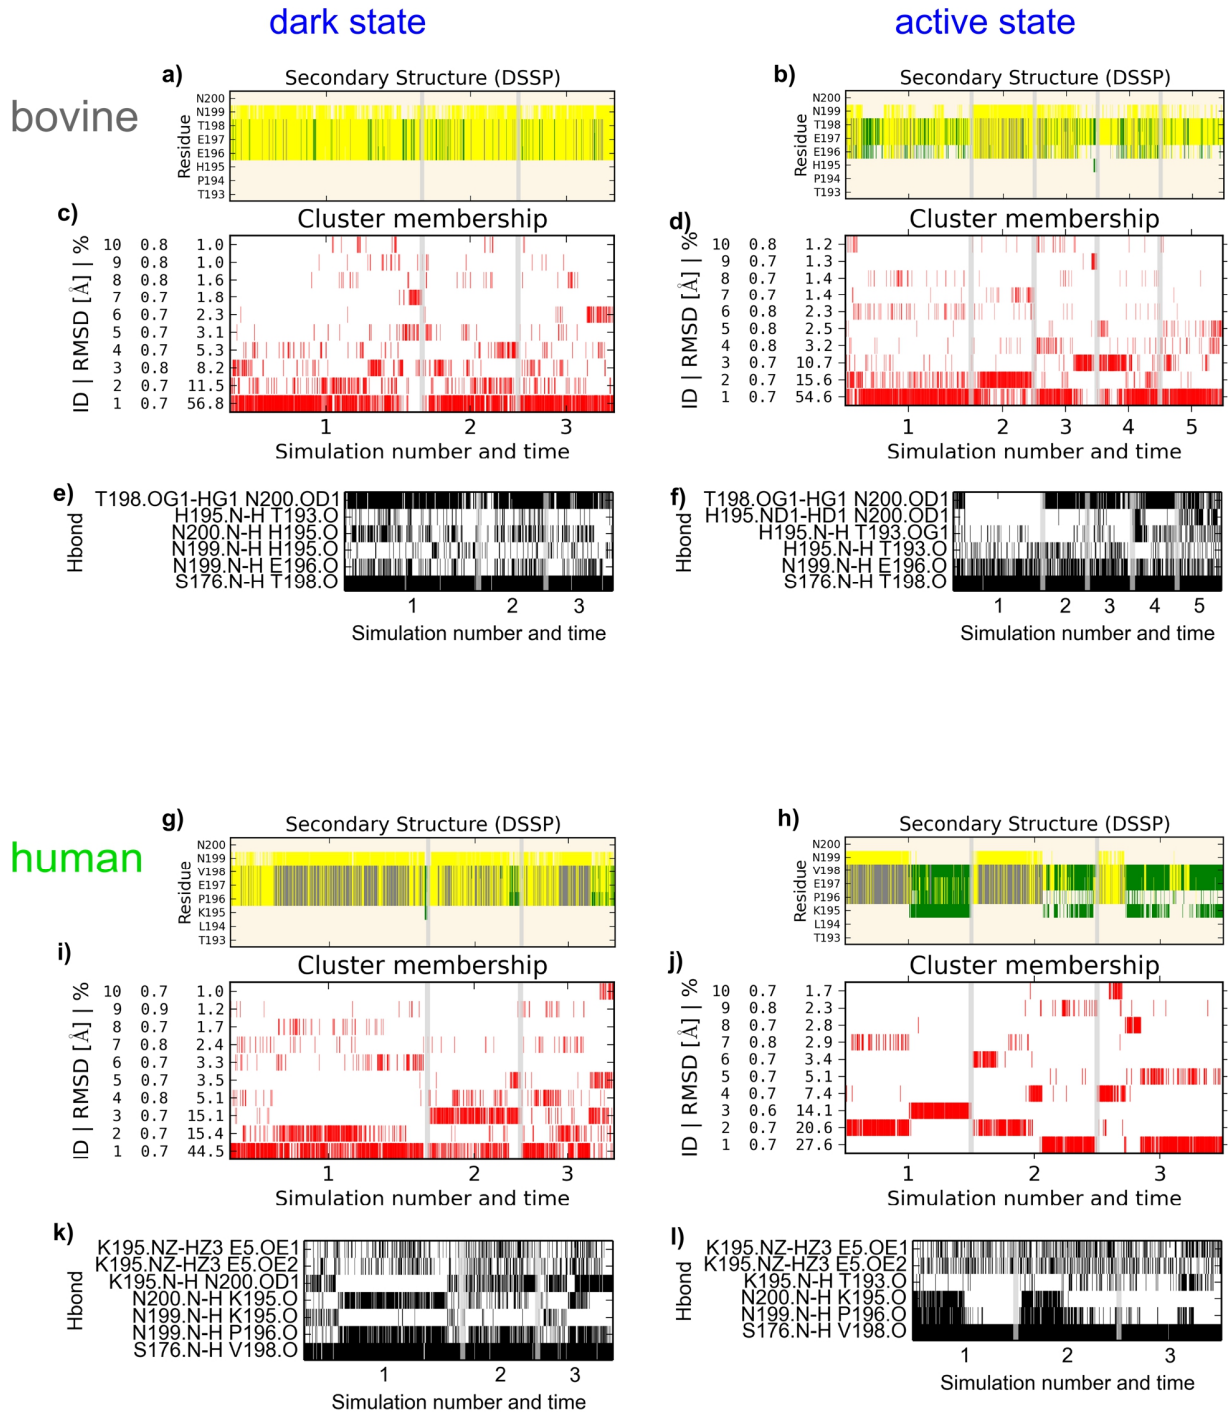 dark state
active state
bovine
a)
Secondary Structure (DSSP)
Residue
N200
N199
T198
E197
E196
H195
P194
T193
b)
Secondary Structure (DSSP)
Residue
N200
N199
T198
E197
E196
H195
P194
T193
c)
Cluster membership
ID | RMSD [Å] | %
10 0.8 1.0
9 0.8 1.0
8 0.8 1.6
7 0.7 1.8
6 0.7 2.3
5 0.7 3.1
4 0.7 5.3
3 0.8 8.2
2 0.7 11.5
1 0.7 56.8
1 2 3
Simulation number and time
d)
Cluster membership
ID | RMSD [Å] | %
10 0.8 1.2
9 0.7 1.3
8 0.7 1.4
7 0.7 1.4
6 0.8 2.3
5 0.8 2.5
4 0.8 3.2
3 0.7 10.7
2 0.7 15.6
1 0.7 54.6
1 2 3 4 5
Simulation number and time
e)
Hbond
T198.OG1-HG1 N200.OD1
H195.N-H T193.O
N200.N-H H195.O
N199.N-H H195.O
N199.N-H E196.O
S176.N-H T198.O
1 2 3
Simulation number and time
f)
Hbond
T198.OG1-HG1 N200.OD1
H195.ND1-HD1 N200.OD1
H195.N-H T193.OG1
H195.N-H T193.O
N199.N-H E196.O
S176.N-H T198.O
1 2 3 4 5
Simulation number and time
human
g)
Secondary Structure (DSSP)
Residue
N200
N199
V198
E197
P196
K195
L194
T193
h)
Secondary Structure (DSSP)
Residue
N200
N199
V198
E197
P196
K195
L194
T193
i)
Cluster membership
ID | RMSD [Å] | %
10 0.7 1.0
9 0.9 1.2
8 0.7 1.7
7 0.8 2.4
6 0.7 3.3
5 0.7 3.5
4 0.8 5.1
3 0.7 15.1
2 0.7 15.4
1 0.7 44.5
1 2 3
Simulation number and time
j)
Cluster membership
ID | RMSD [Å] | %
10 0.7 1.7
9 0.8 2.3
8 0.7 2.8
7 0.8 2.9
6 0.7 3.4
5 0.7 5.1
4 0.7 7.4
3 0.6 14.1
2 0.7 20.6
1 0.7 27.6
1 2 3
Simulation number and time
k)
Hbond
K195.NZ-HZ3 E5.OE1
K195.NZ-HZ3 E5.OE2
K195.N-H N200.OD1
N200.N-H K195.O
N199.N-H K195.O
N199.N-H P196.O
S176.N-H V198.O
1 2 3
Simulation number and time
l)
Hbond
K195.NZ-HZ3 E5.OE1
K195.NZ-HZ3 E5.OE2
K195.N-H T193.O
N200.N-H K195.O
N199.N-H P196.O
S176.N-H V198.O
1 2 3
Simulation number and time